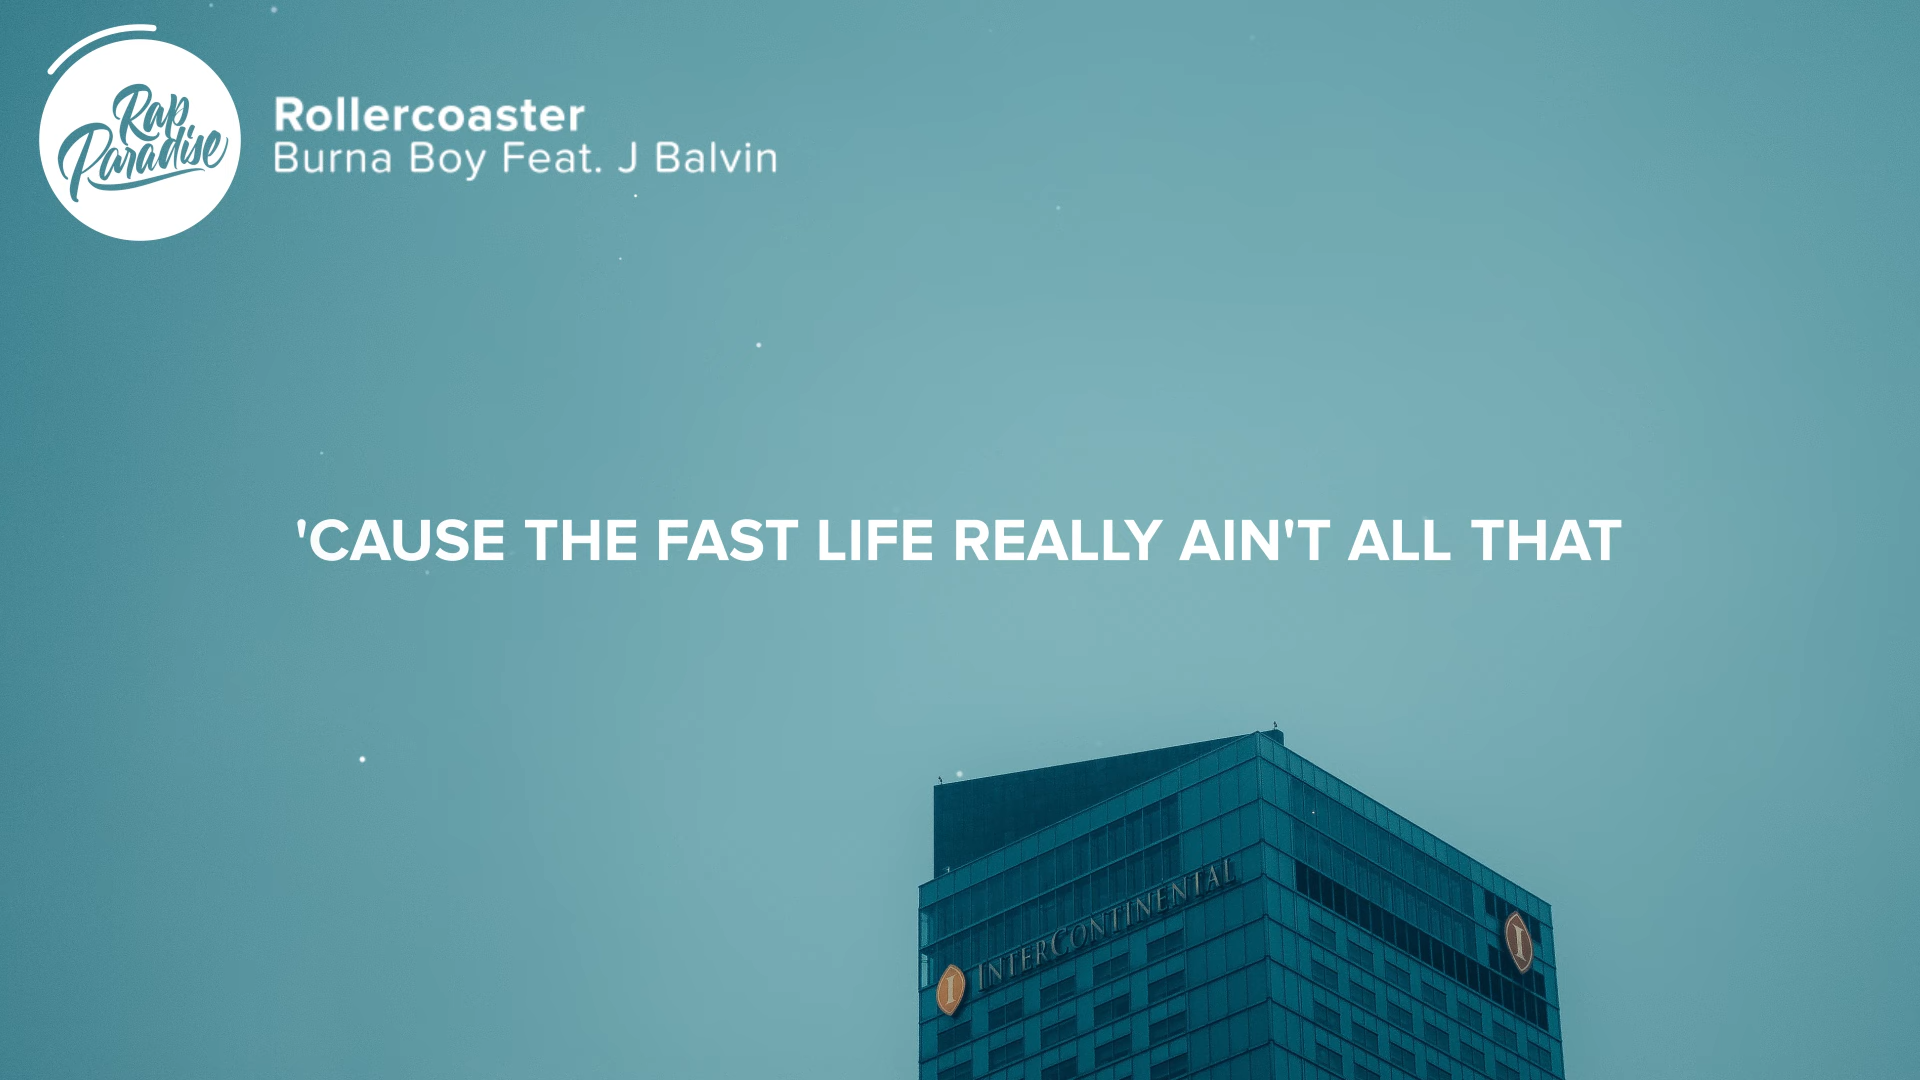 Rap
Paradise
Rollercoaster
Burna Boy Feat. J Balvin
'CAUSE THE FAST LIFE REALLY AIN'T ALL THAT
INTERCONTINENTAL
I
I